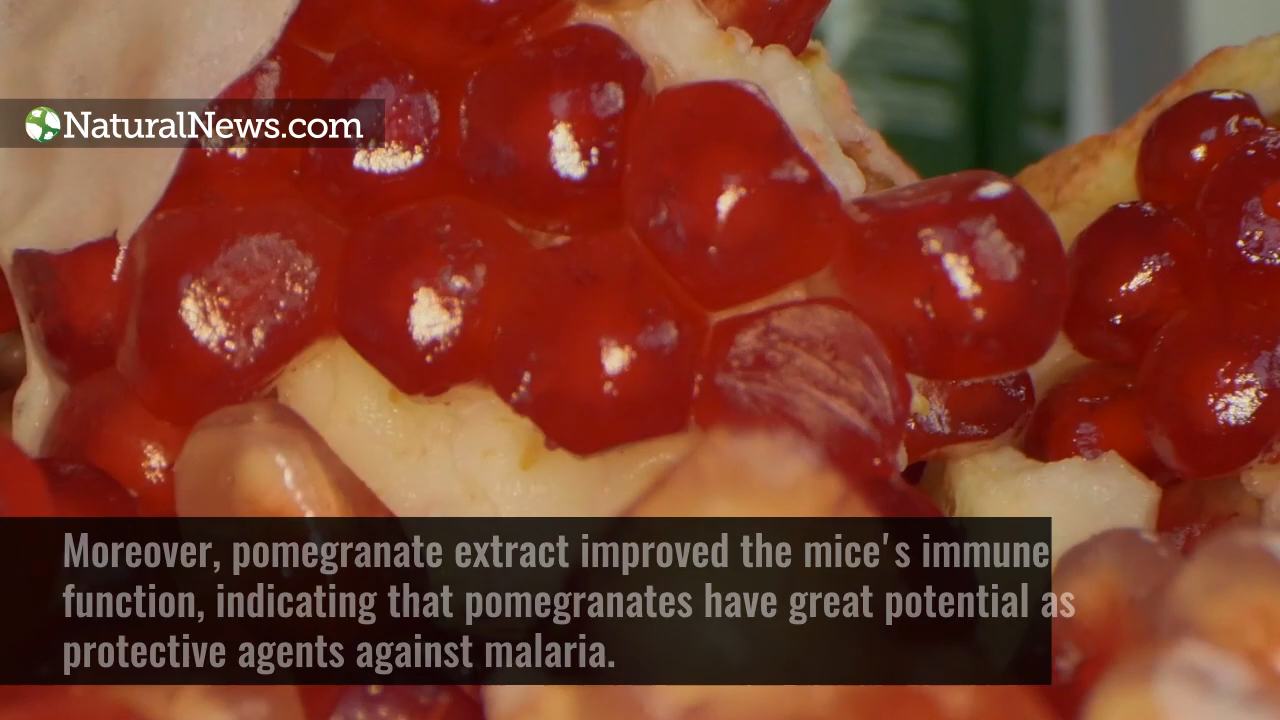 NaturalNews.com
Moreover, pomegranate extract improved the mice's immune
function, indicating that pomegranates have great potential as
protective agents against malaria.